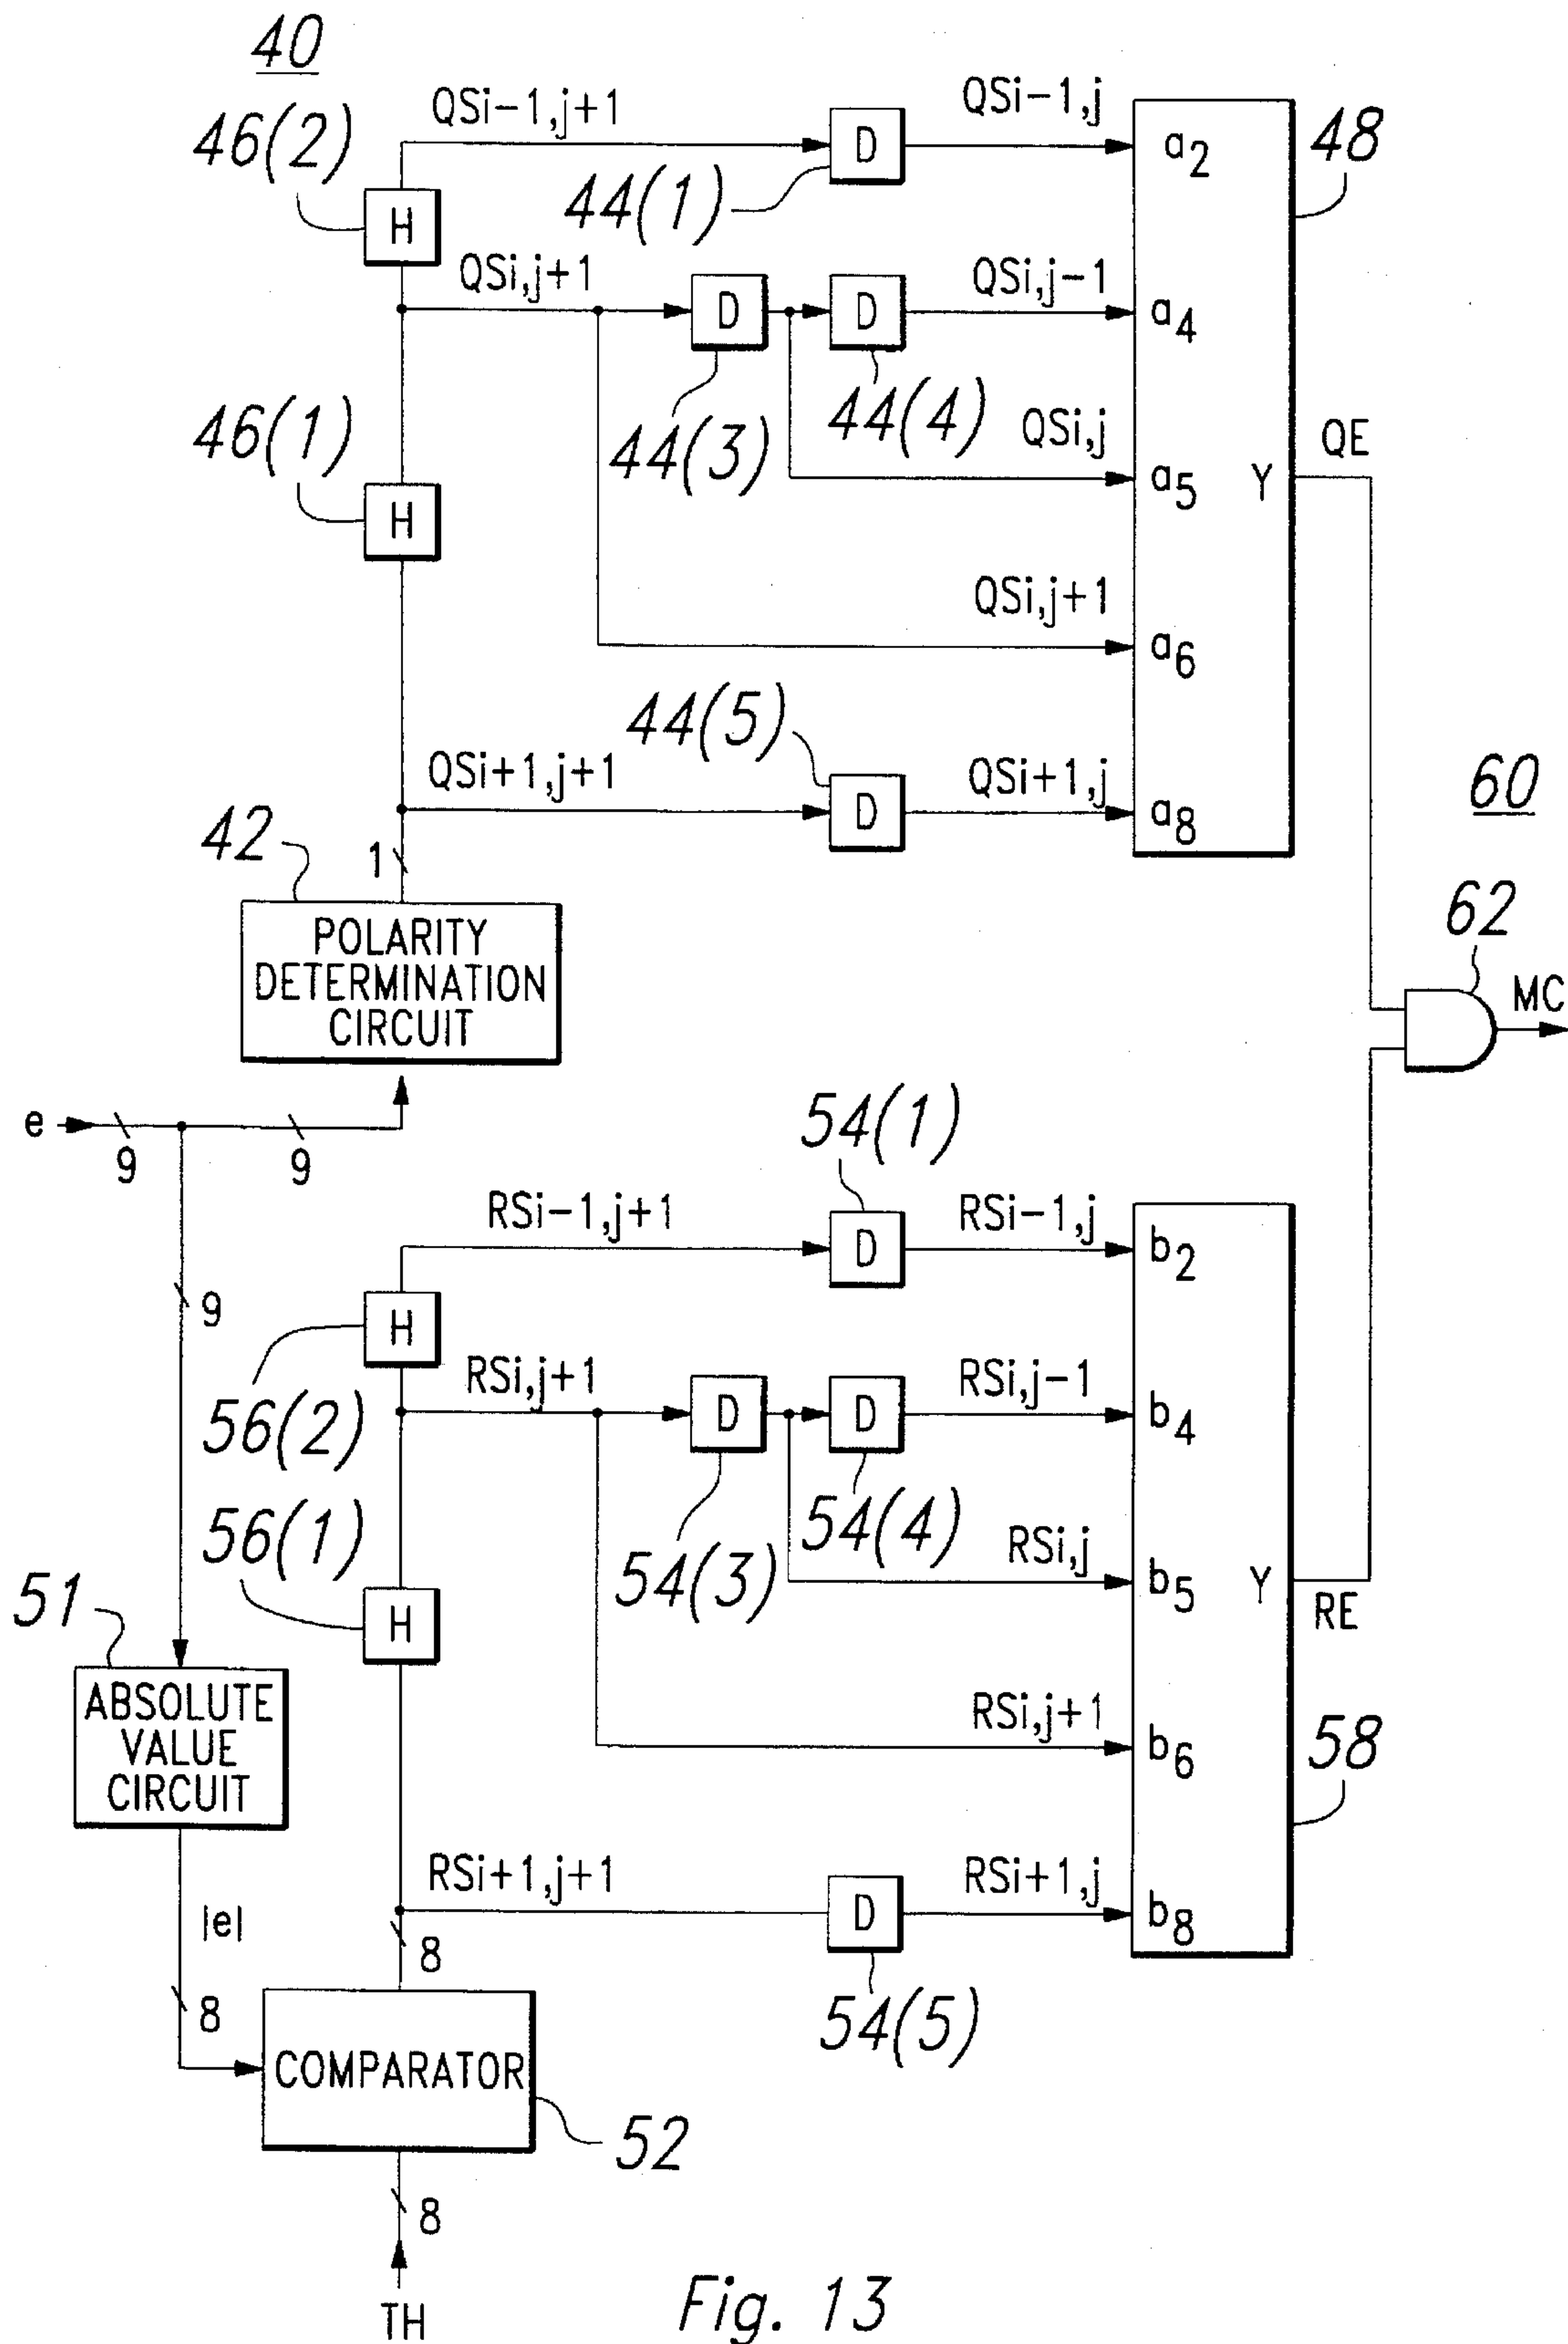 40
QSi-1,j+1
QSi-1,j
46(2)
D
a2
48
44(1)
H
QSi,j+1
QSi,j-1
D
D
a4
46(1)
44(3)
44(4)
QSi,j
QE
H
a5
Y
QSi,j+1
a6
44(5)
QSi+1,j+1
QSi+1,j
60
D
a8
42
1
62
POLARITY
DETERMINATION
CIRCUIT
MC
e
9
9
54(1)
RSi-1,j+1
RSi-1,j
D
b2
9
H
RSi,j+1
RSi,j-1
56(2)
D
D
b4
56(1)
54(3)
54(4)
RSi,j
51
H
b5
Y
RE
ABSOLUTE
VALUE
CIRCUIT
RSi,j+1
b6
58
RSi+1,j+1
RSi+1,j
|e|
D
b8
8
8
54(5)
COMPARATOR
52
8
TH
Fig. 13